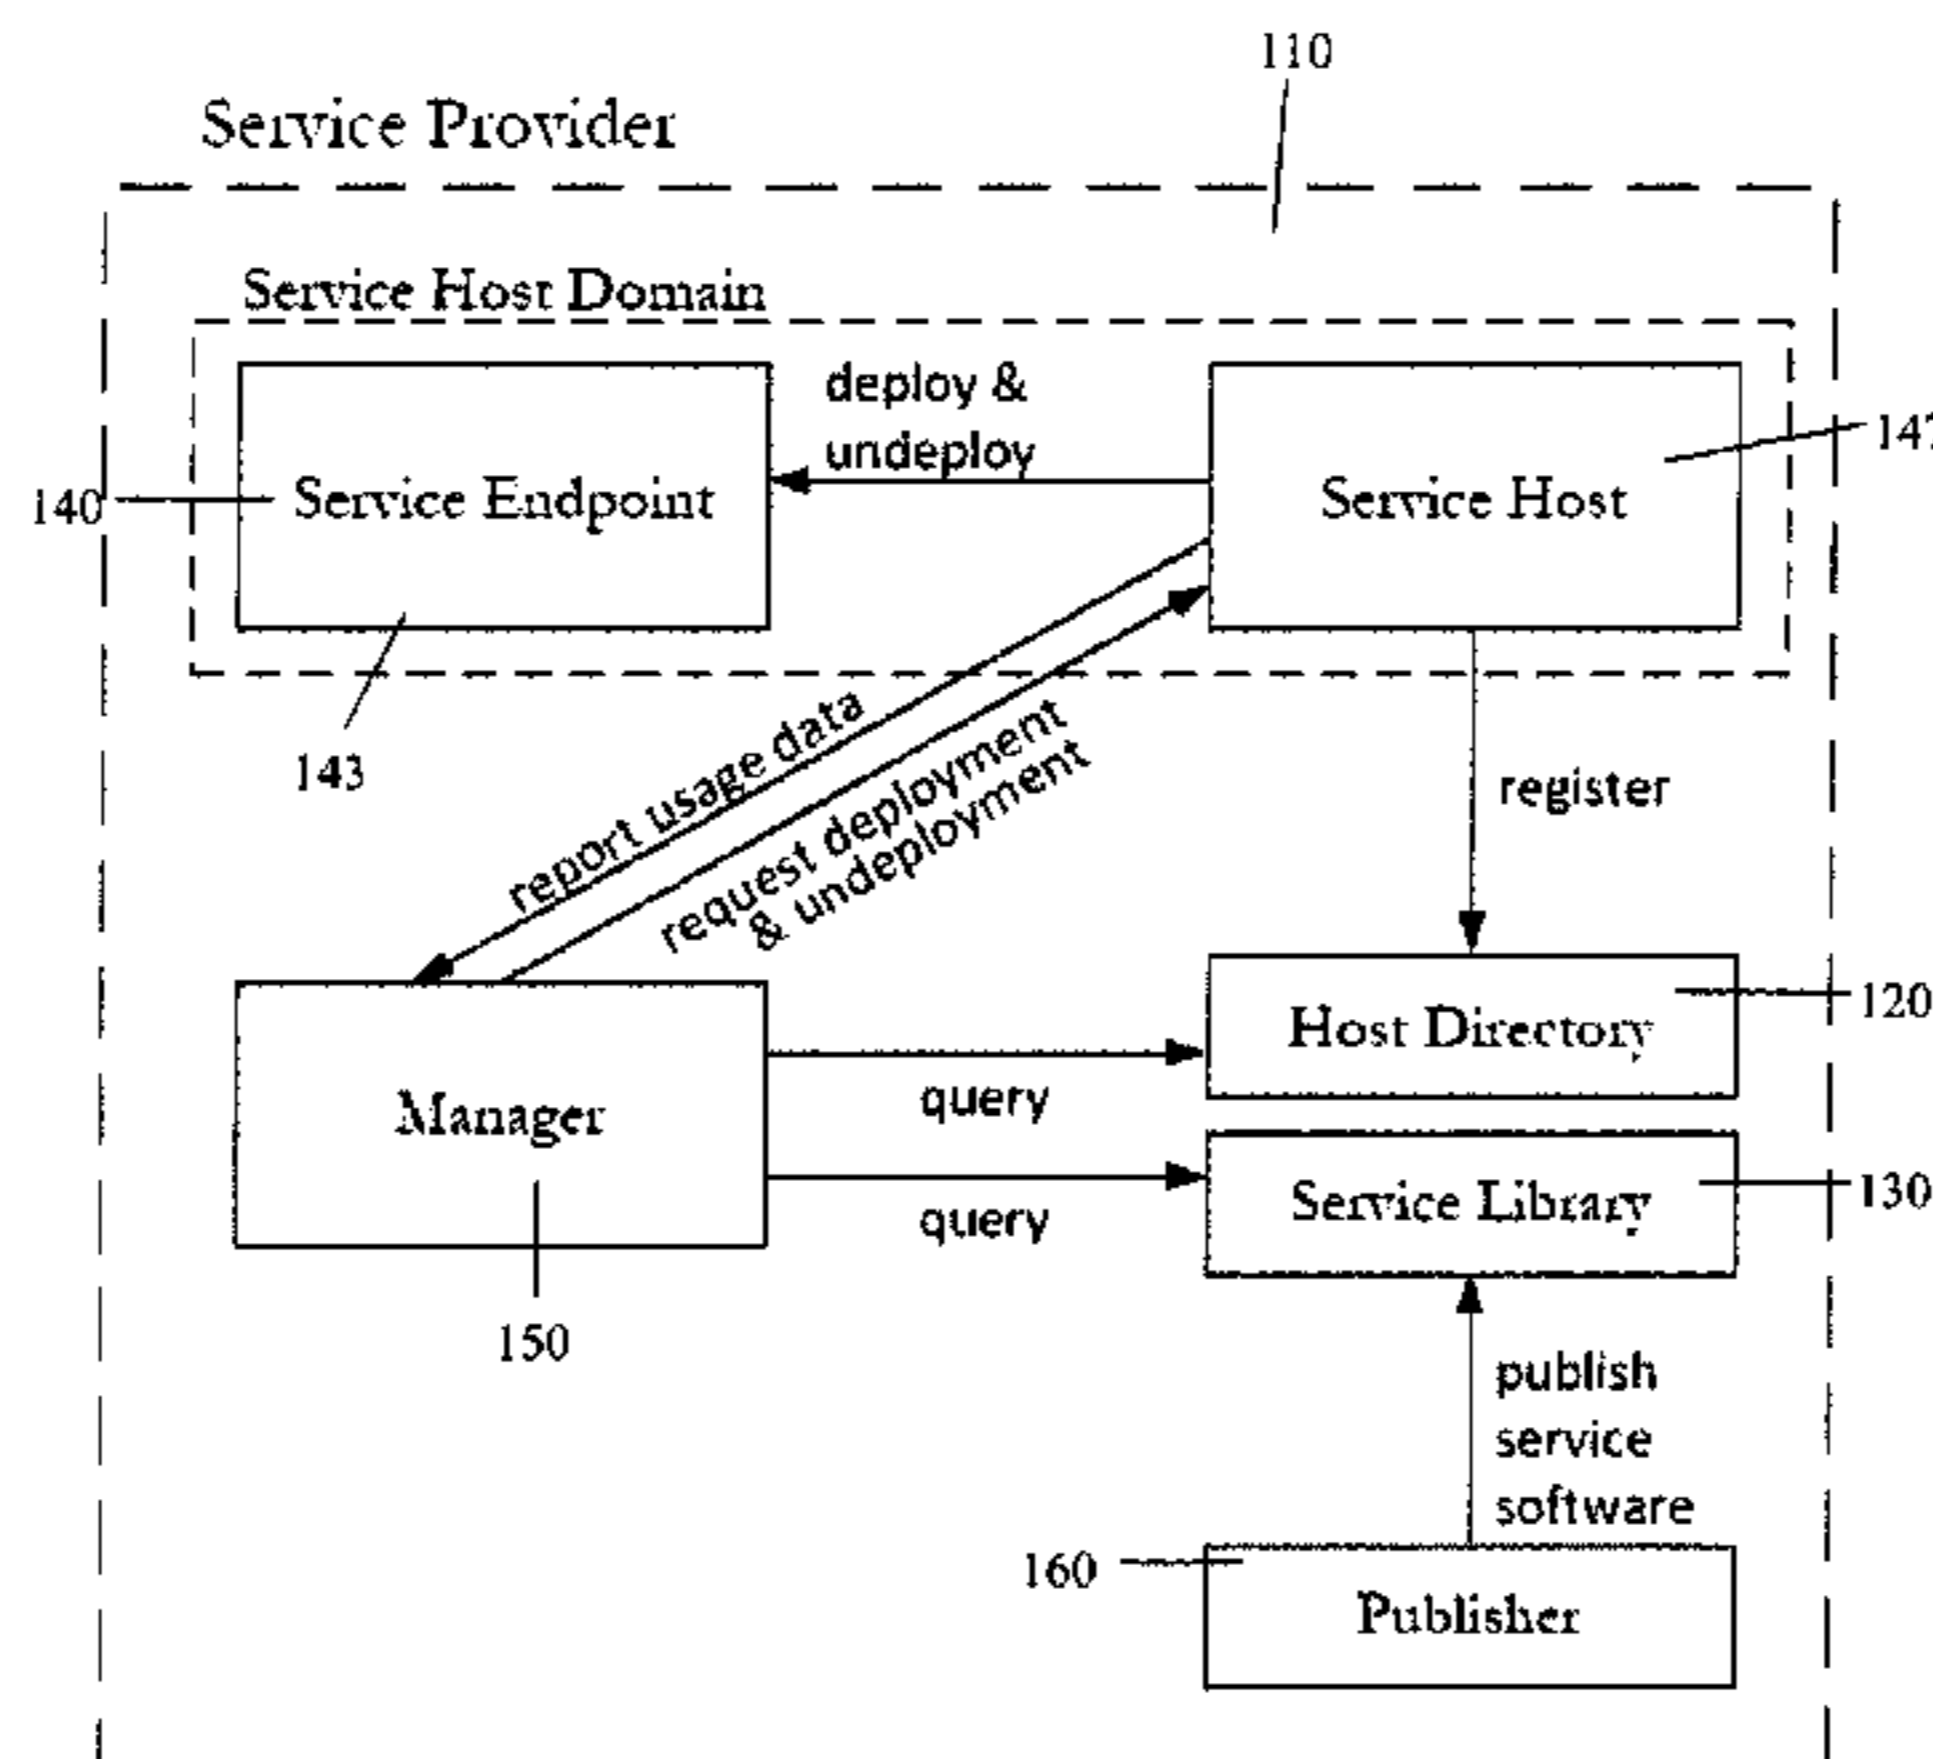 110
Service Provider
Service Host Domain
deploy &
undeploy
140
Service Endpoint
Service Host
143
report usage data
request deployment
& undeployment
register
Manager
150
query
query
Host Directory
120
Service Library
130
publish
service
software
160
Publisher